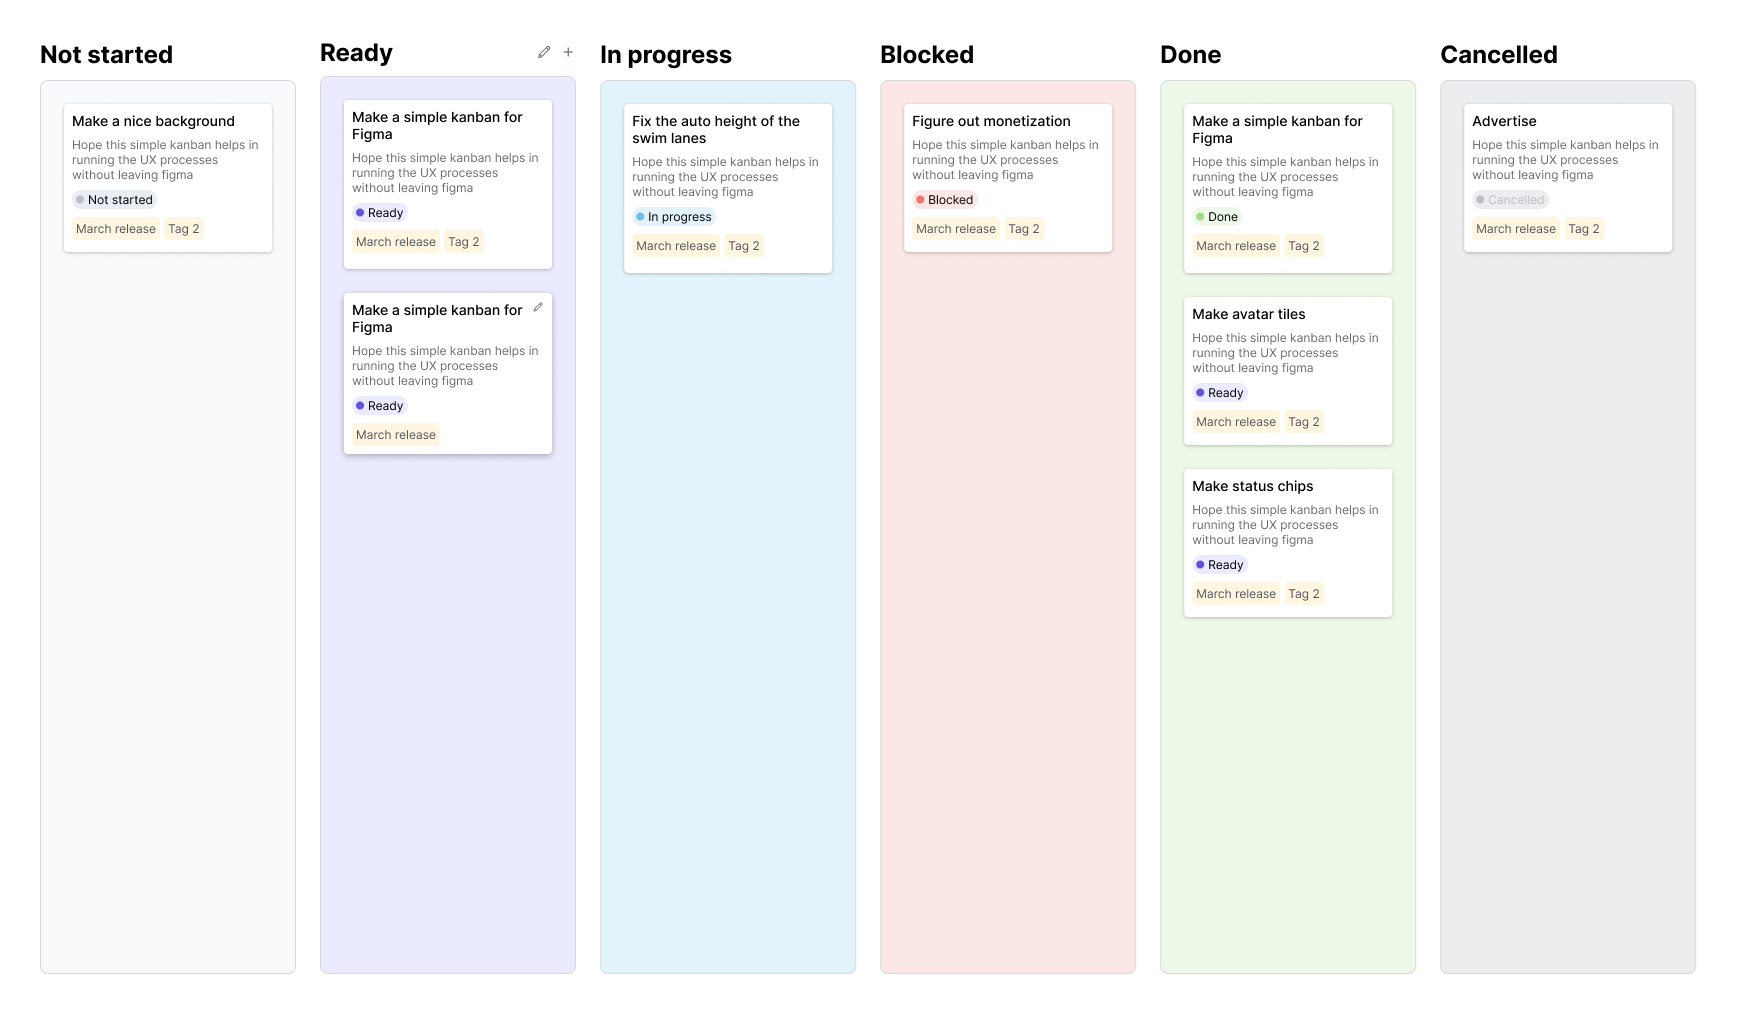 Not started
Make a nice background
Hope this simple kanban helps in
running the UX processes
without leaving figma
Not started
March release Tag 2
Ready
Make a simple kanban for
Figma
Hope this simple kanban helps in
running the UX processes
without leaving figma
Ready
March release Tag 2
Make a simple kanban for
Figma
Hope this simple kanban helps in
running the UX processes
without leaving figma
Ready
March release
In progress
Fix the auto height of the
swim lanes
Hope this simple kanban helps in
running the UX processes
without leaving figma
In progress
March release Tag 2
Blocked
Figure out monetization
Hope this simple kanban helps in
running the UX processes
without leaving figma
Blocked
March release Tag 2
Done
Make a simple kanban for
Figma
Hope this simple kanban helps in
running the UX processes
without leaving figma
Done
March release Tag 2
Make avatar tiles
Hope this simple kanban helps in
running the UX processes
without leaving figma
Ready
March release Tag 2
Make status chips
Hope this simple kanban helps in
running the UX processes
without leaving figma
Ready
March release Tag 2
Cancelled
Advertise
Hope this simple kanban helps in
running the UX processes
without leaving figma
Cancelled
March release Tag 2